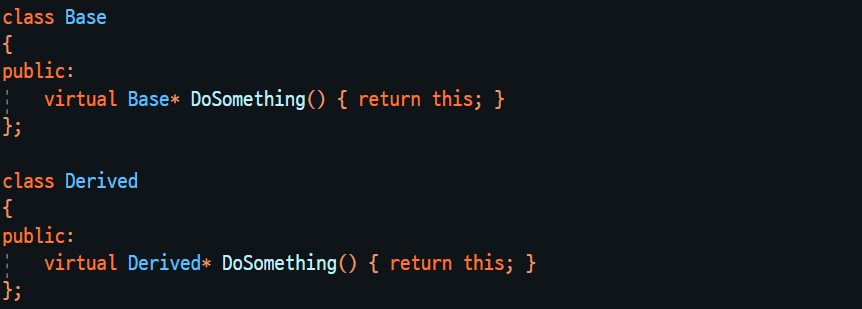 class Base
{
public:
    virtual Base* DoSomething() { return this; }
};

class Derived
{
public:
    virtual Derived* DoSomething() { return this; }
};